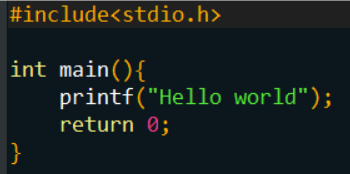 #include<stdio.h>
int main(){
    printf("Hello world");
    return 0;
}